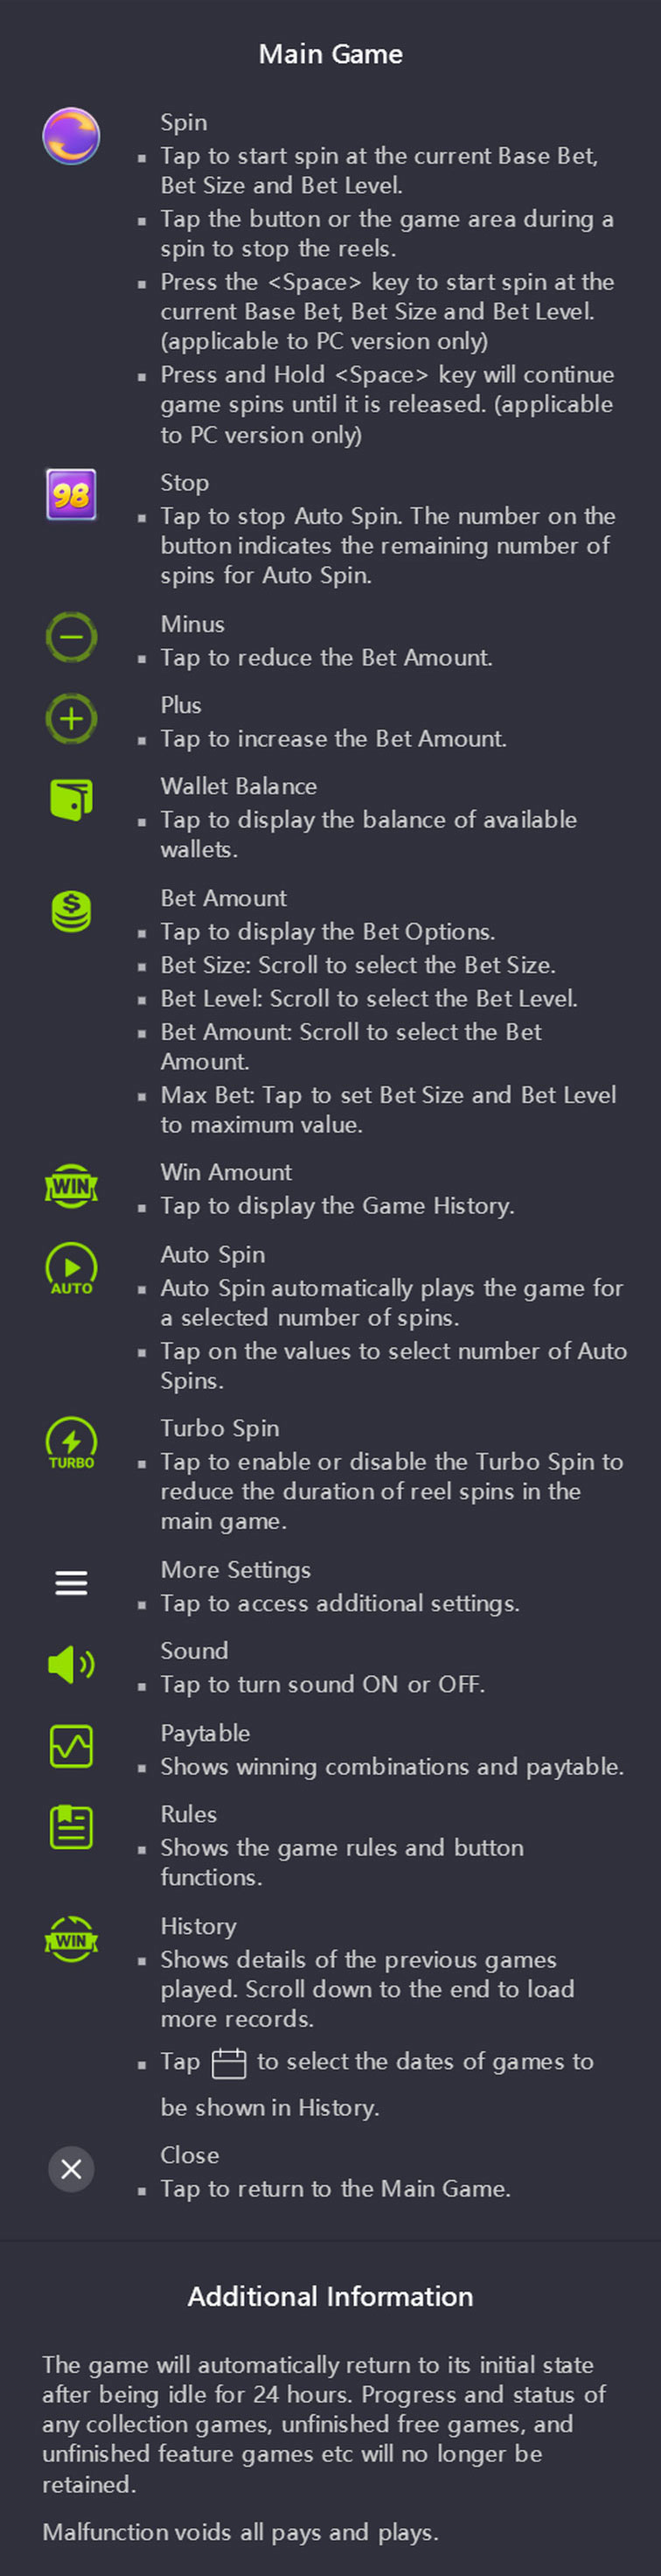 Main Game
Spin
▪ Tap to start spin at the current Base Bet,
Bet Size and Bet Level.
▪ Tap the button or the game area during a
spin to stop the reels.
▪ Press the <Space> key to start spin at the
current Base Bet, Bet Size and Bet Level.
(applicable to PC version only)
▪ Press and Hold <Space> key will continue
game spins until it is released. (applicable
to PC version only)
98
Stop
▪ Tap to stop Auto Spin. The number on the
button indicates the remaining number of
spins for Auto Spin.
Minus
▪ Tap to reduce the Bet Amount.
Plus
▪ Tap to increase the Bet Amount.
Wallet Balance
▪ Tap to display the balance of available
wallets.
$
Bet Amount
▪ Tap to display the Bet Options.
▪ Bet Size: Scroll to select the Bet Size.
▪ Bet Level: Scroll to select the Bet Level.
▪ Bet Amount: Scroll to select the Bet
Amount.
▪ Max Bet: Tap to set Bet Size and Bet Level
to maximum value.
WIN
Win Amount
▪ Tap to display the Game History.
AUTO
Auto Spin
▪ Auto Spin automatically plays the game for
a selected number of spins.
▪ Tap on the values to select number of Auto
Spins.
TURBO
Turbo Spin
▪ Tap to enable or disable the Turbo Spin to
reduce the duration of reel spins in the
main game.
More Settings
▪ Tap to access additional settings.
Sound
▪ Tap to turn sound ON or OFF.
Paytable
▪ Shows winning combinations and paytable.
Rules
▪ Shows the game rules and button
functions.
WIN
History
▪ Shows details of the previous games
played. Scroll down to the end to load
more records.
▪ Tap to select the dates of games to
be shown in History.
Close
▪ Tap to return to the Main Game.
Additional Information
The game will automatically return to its initial state
after being idle for 24 hours. Progress and status of
any collection games, unfinished free games, and
unfinished feature games etc will no longer be
retained.
Malfunction voids all pays and plays.